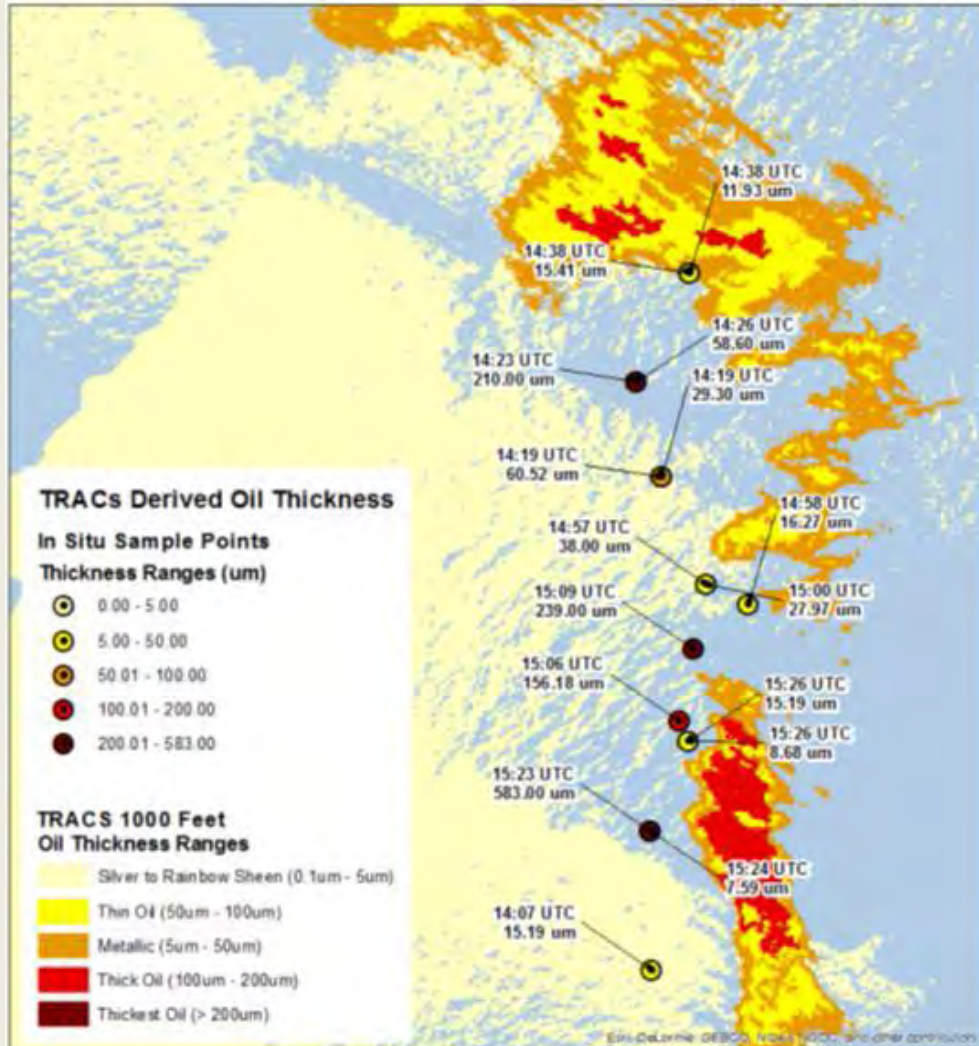 14:38 UTC
11.93 um
14:38 UTC
15.41 um
14:26 UTC
58.60 um
14:23 UTC
210.00 um
14:19 UTC
29.30 um
14:19 UTC
60.52 um
14:58 UTC
16.27 um
14:57 UTC
38.00 um
15:00 UTC
27.97 um
15:09 UTC
239.00 um
15:06 UTC
156.18 um
15:26 UTC
15.19 um
15:26 UTC
8.68 um
15:23 UTC
583.00 um
15:24 UTC
7.59 um
14:07 UTC
15.19 um
TRACs Derived Oil Thickness
In Situ Sample Points
Thickness Ranges (um)
0.00 - 5.00
5.00 - 50.00
50.01 - 100.00
100.01 - 200.00
200.01 - 583.00
TRACS 1000 Feet
Oil Thickness Ranges
Silver to Rainbow Sheen (0.1um - 5um)
Thin Oil (50um - 100um)
Metallic (5um - 50um)
Thick Oil (100um - 200um)
Thickest Oil (> 200um)
Esri, DeLorme, GEBCO, and other contributors